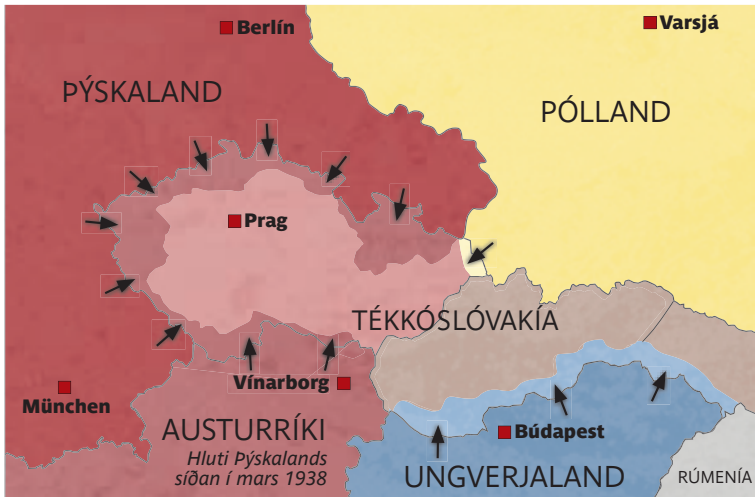 Berlín
Varsjá
ÞÝSKALAND
PÓLLAND
Prag
TÉKKÓSLÓVAKÍA
Vínarborg
München
AUSTURRÍKI
Hluti Þýskalands
síðan í mars 1938
Búdapest
UNGVERJALAND
RÚMENÍA